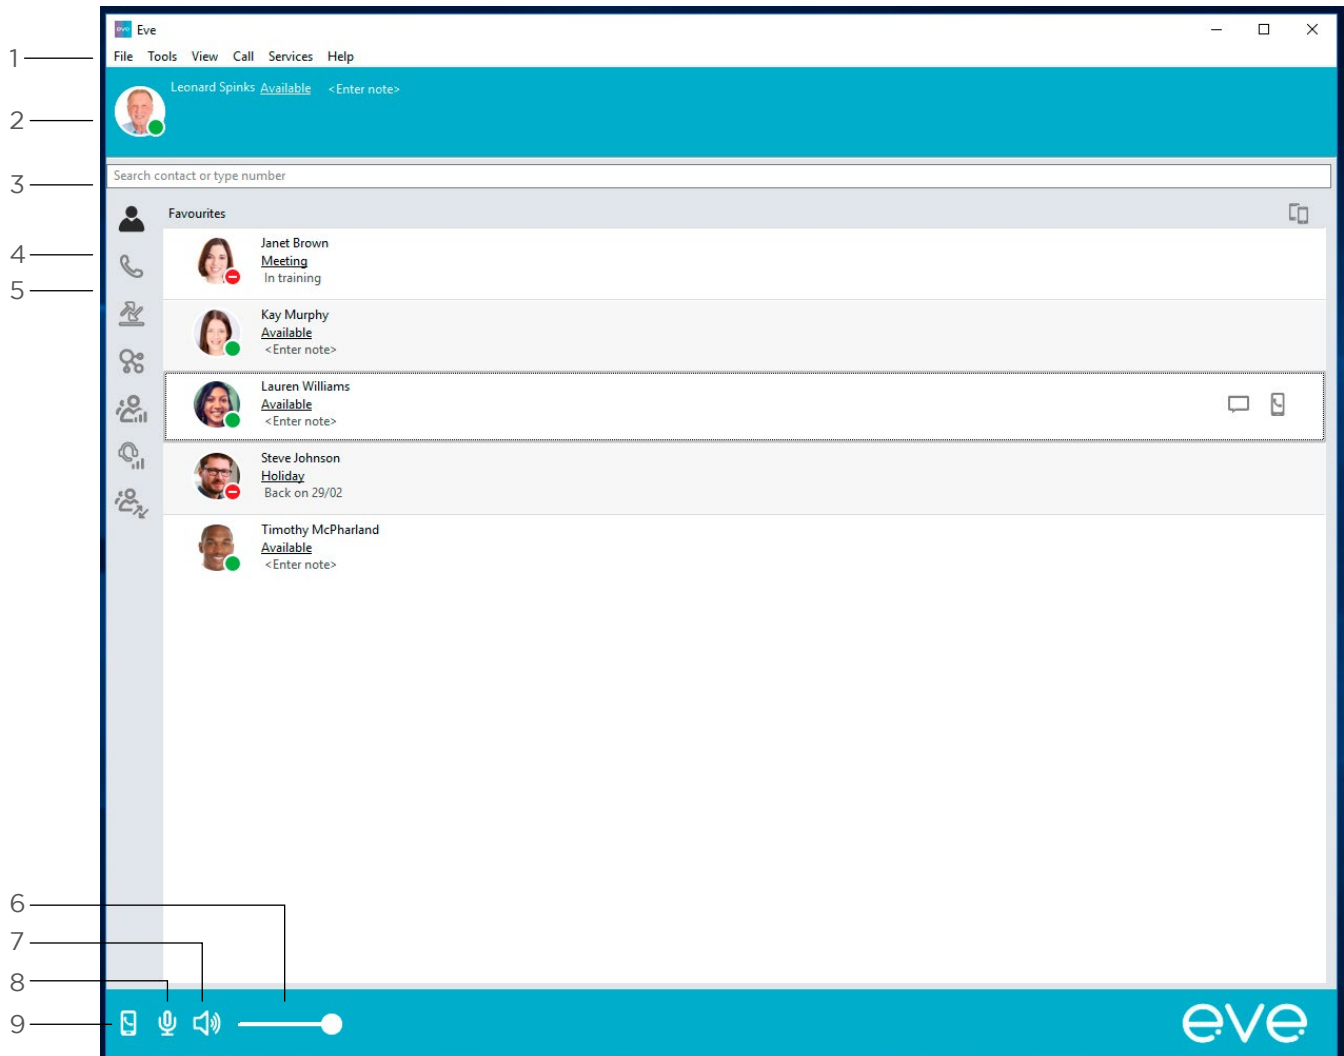 eve Eve
1 File Tools View Call Services Help
Leonard Spinks Available <Enter note>
2
Search contact or type number
3
Favourites
Janet Brown
4
Meeting
In training
5
Kay Murphy
Available
<Enter note>
Lauren Williams
Available
<Enter note>
Steve Johnson
Holiday
Back on 29/02
Timothy McPharland
Available
<Enter note>
6
7
8
9
eve